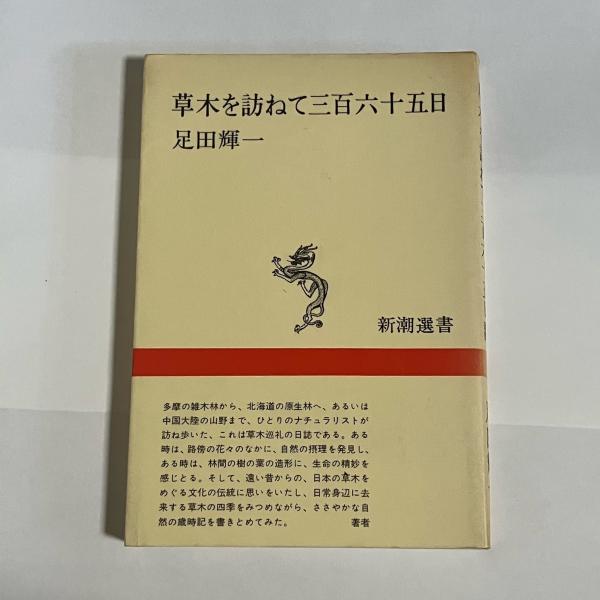 草木を訪ねて三百六十五日
足田輝一
新潮選書
多摩の雑木林から、北海道の原生林へ、あるいは
中国大陸の山野まで、ひとりのナチュラリストが
訪ね歩いた、これは草木巡礼の日誌である。ある
時は、路傍の花々のなかに、自然の摂理を発見し、
ある時は、林間の樹の葉の造形に、生命の精妙を
感じとる。そして、遠い昔からの、日本の草木を
めぐる文化の伝統に思いをいたし、日常身辺に去
来する草木の四季をみつめながら、ささやかな自
然の歳時記を書きとめてみた。 著者